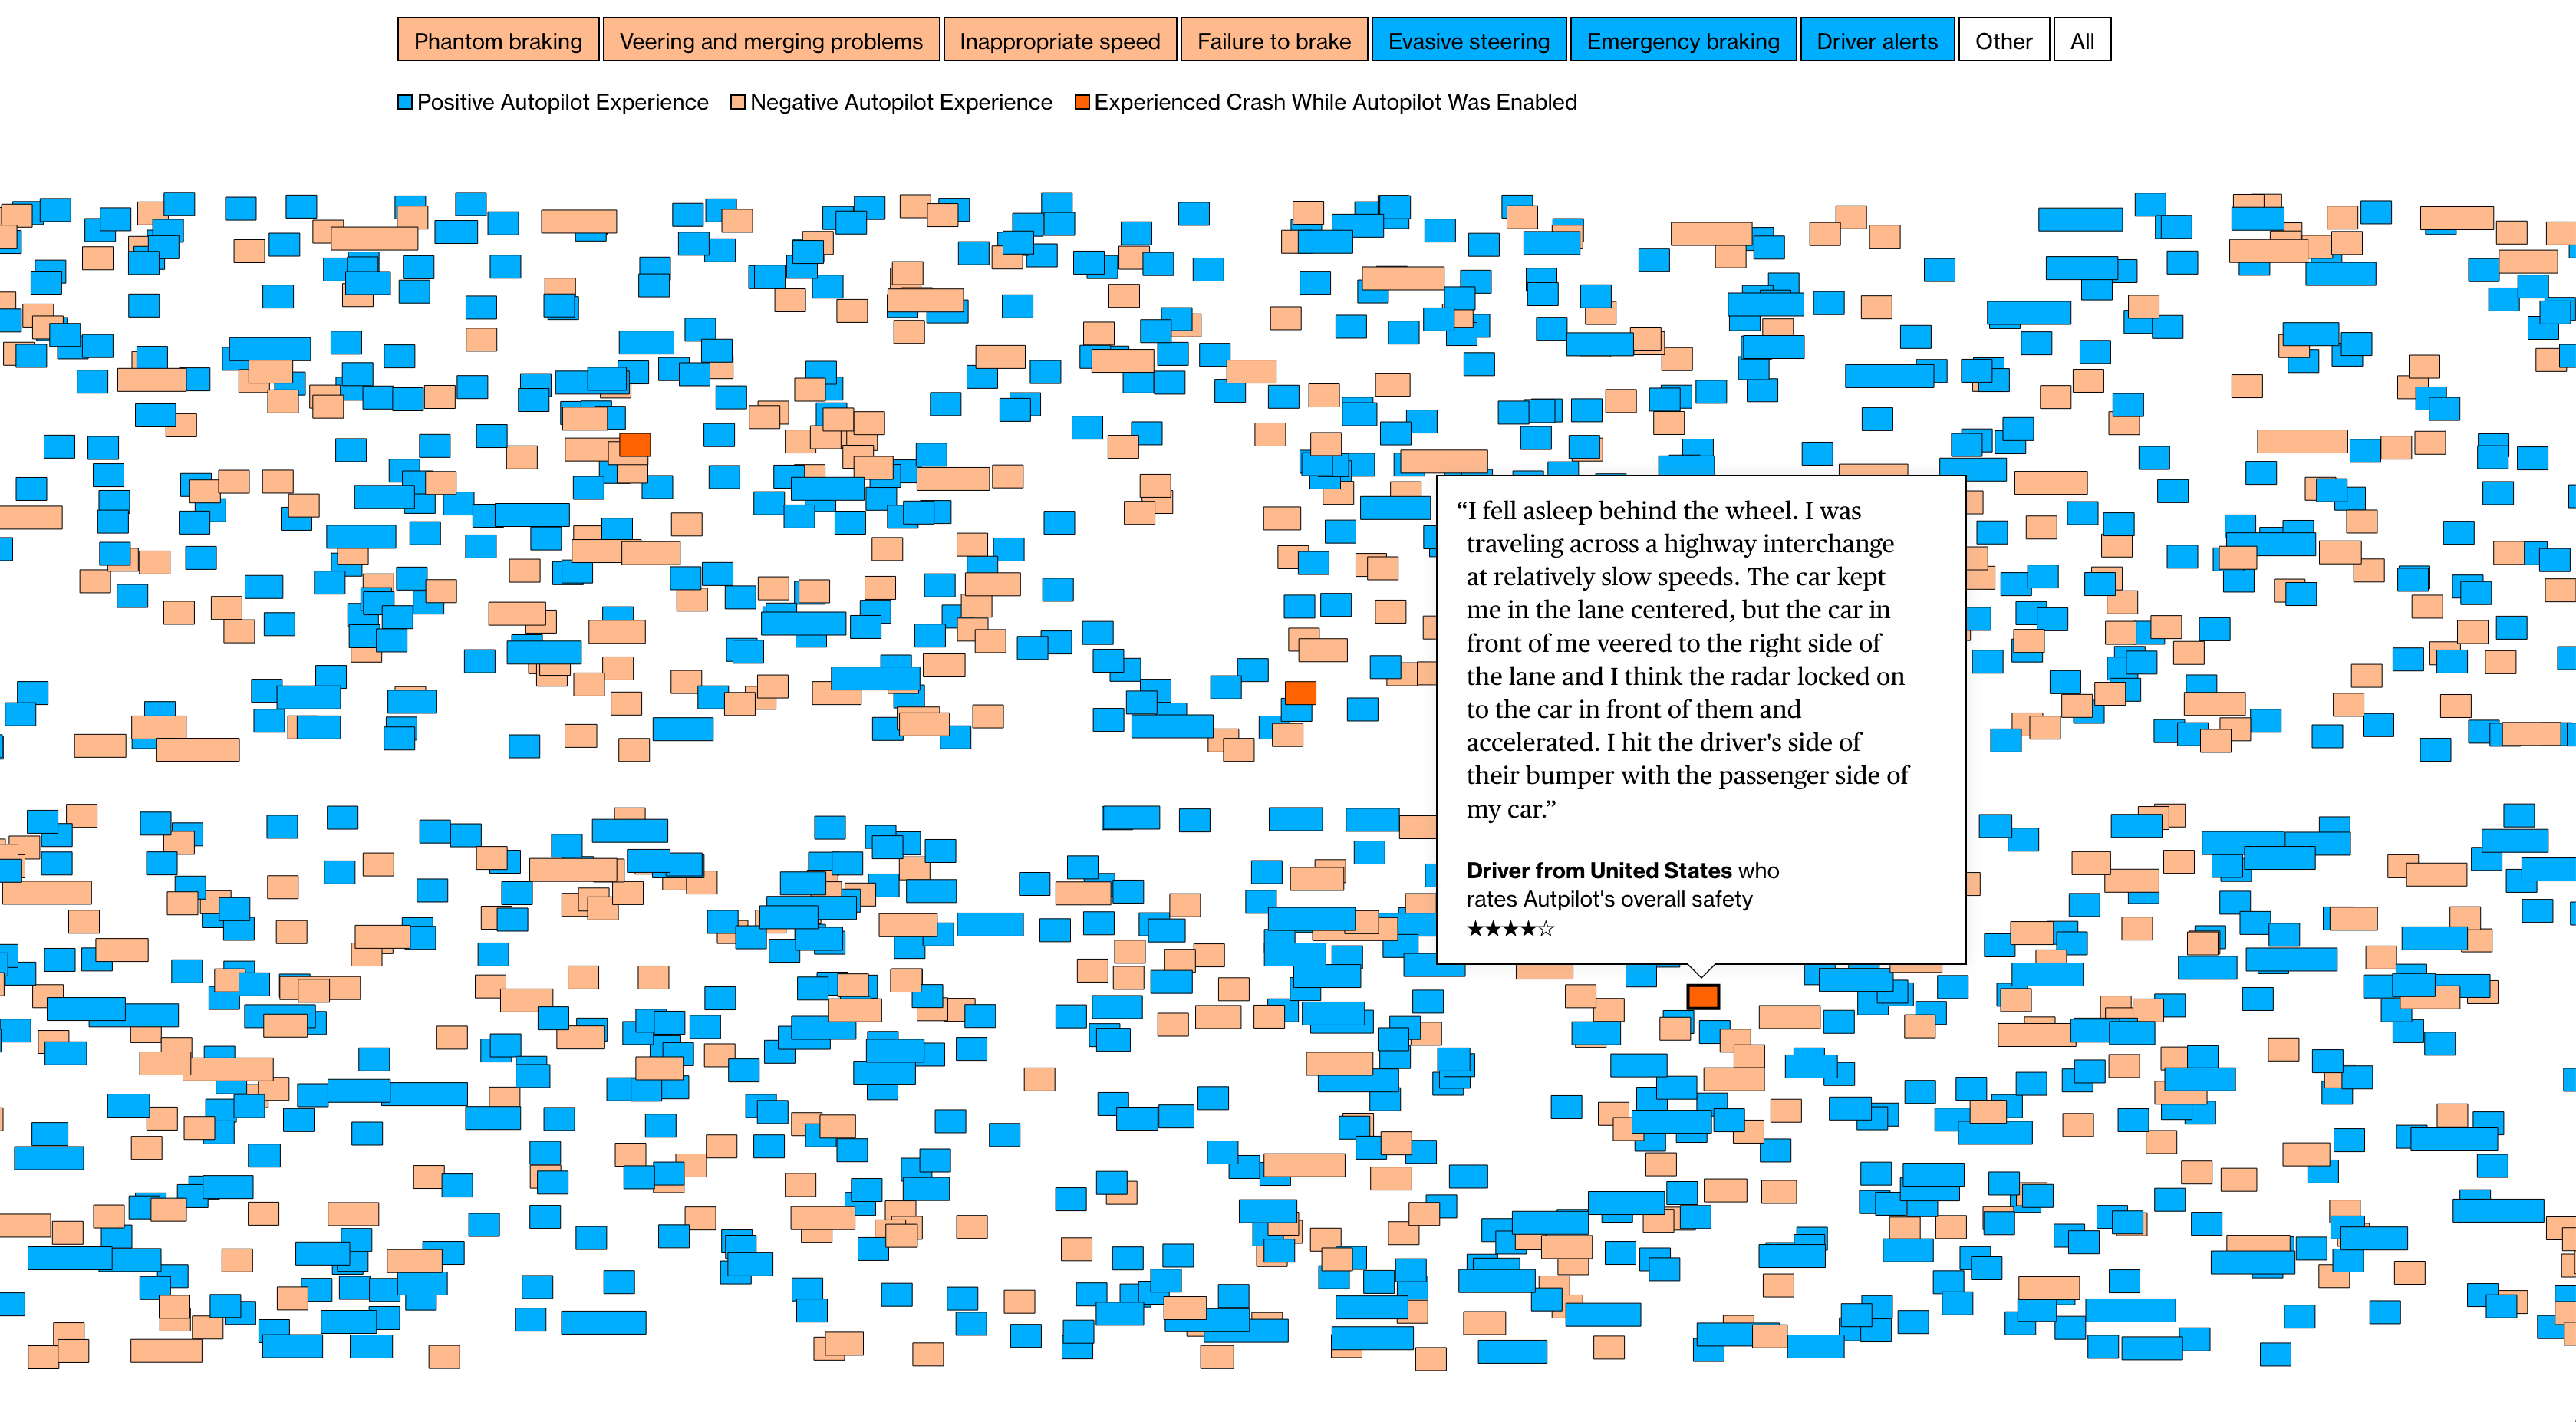 Phantom braking Veering and merging problems Inappropriate speed Failure to brake Evasive steering Emergency braking Driver alerts Other All
Positive Autopilot Experience Negative Autopilot Experience Experienced Crash While Autopilot Was Enabled
“I fell asleep behind the wheel. I was
traveling across a highway interchange
at relatively slow speeds. The car kept
me in the lane centered, but the car in
front of me veered to the right side of
the lane and I think the radar locked on
to the car in front of them and
accelerated. I hit the driver's side of
their bumper with the passenger side of
my car.”
Driver from United States who
rates Autpilot's overall safety
★★★★☆